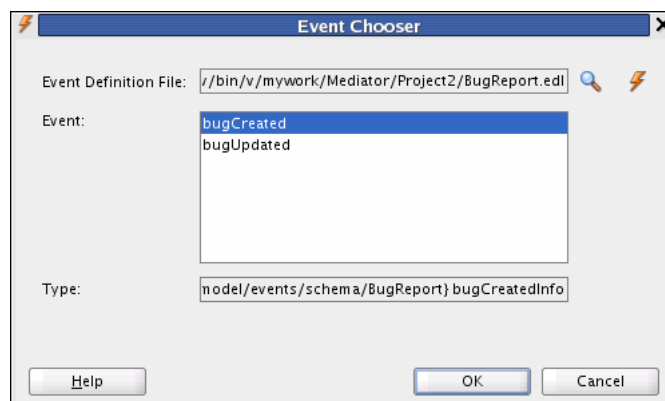 Event Chooser
Event Definition File: //bin/v/mywork/Mediator/Project2/BugReport.edl
Event:
bugCreated
bugUpdated
Type: model/events/schema/BugReport} bugCreatedInfo
Help OK Cancel